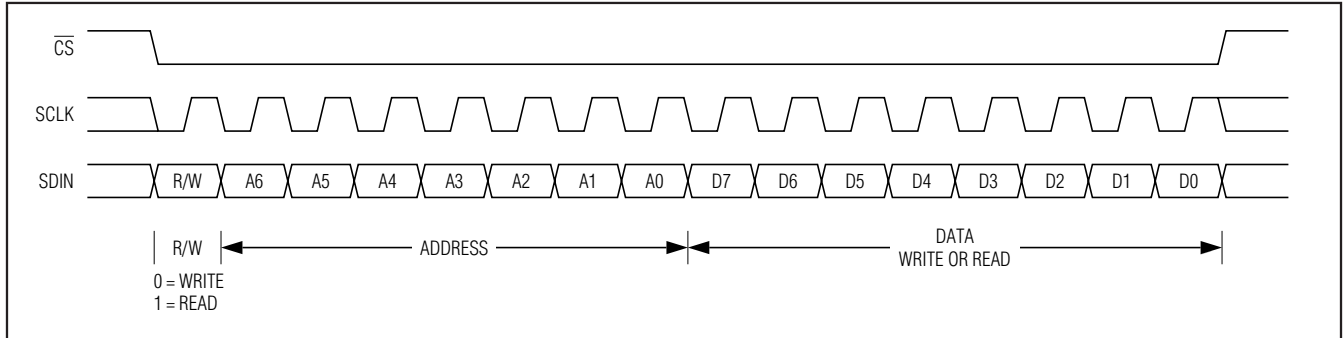 C̅S̅
SCLK
SDIN R/W A6 A5 A4 A3 A2 A1 A0 D7 D6 D5 D4 D3 D2 D1 D0
R/W ADDRESS DATA
WRITE OR READ
0 = WRITE
1 = READ